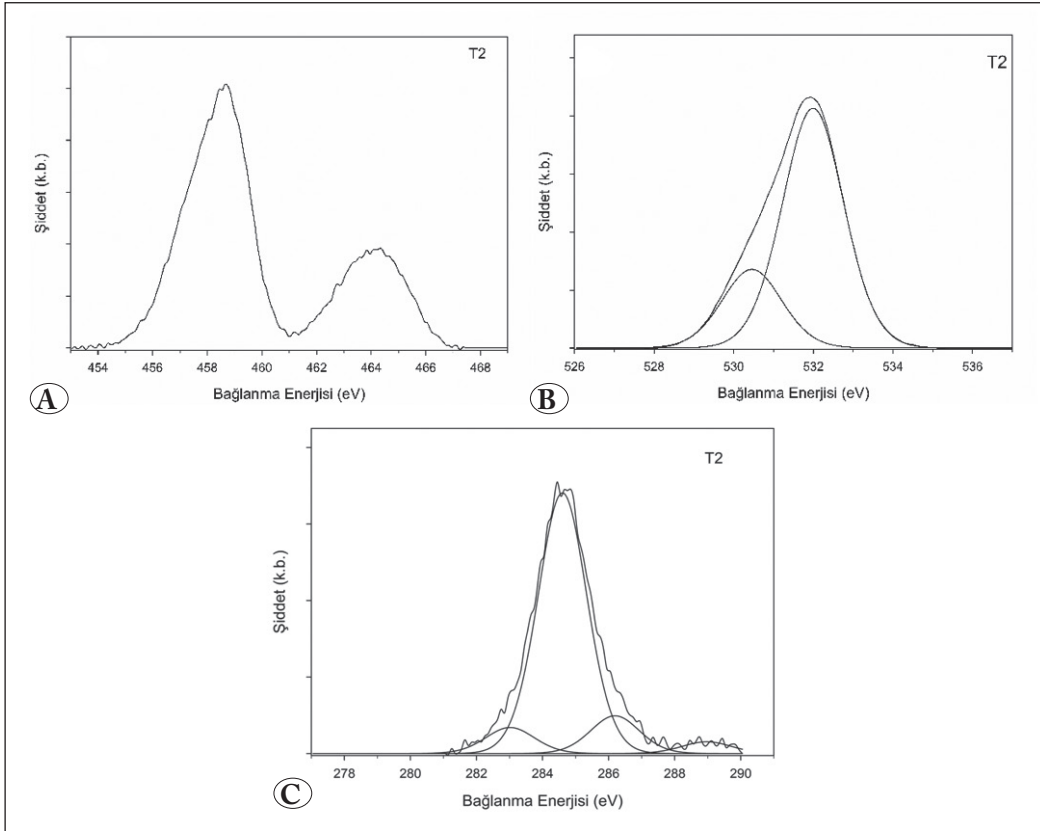 T2
Şiddet (k.b.)
454 456 458 460 462 464 466 468
Bağlanma Enerjisi (eV)
A
T2
Şiddet (k.b.)
526 528 530 532 534 536
Bağlanma Enerjisi (eV)
B
T2
Şiddet (k.b.)
278 280 282 284 286 288 290
Bağlanma Enerjisi (eV)
C